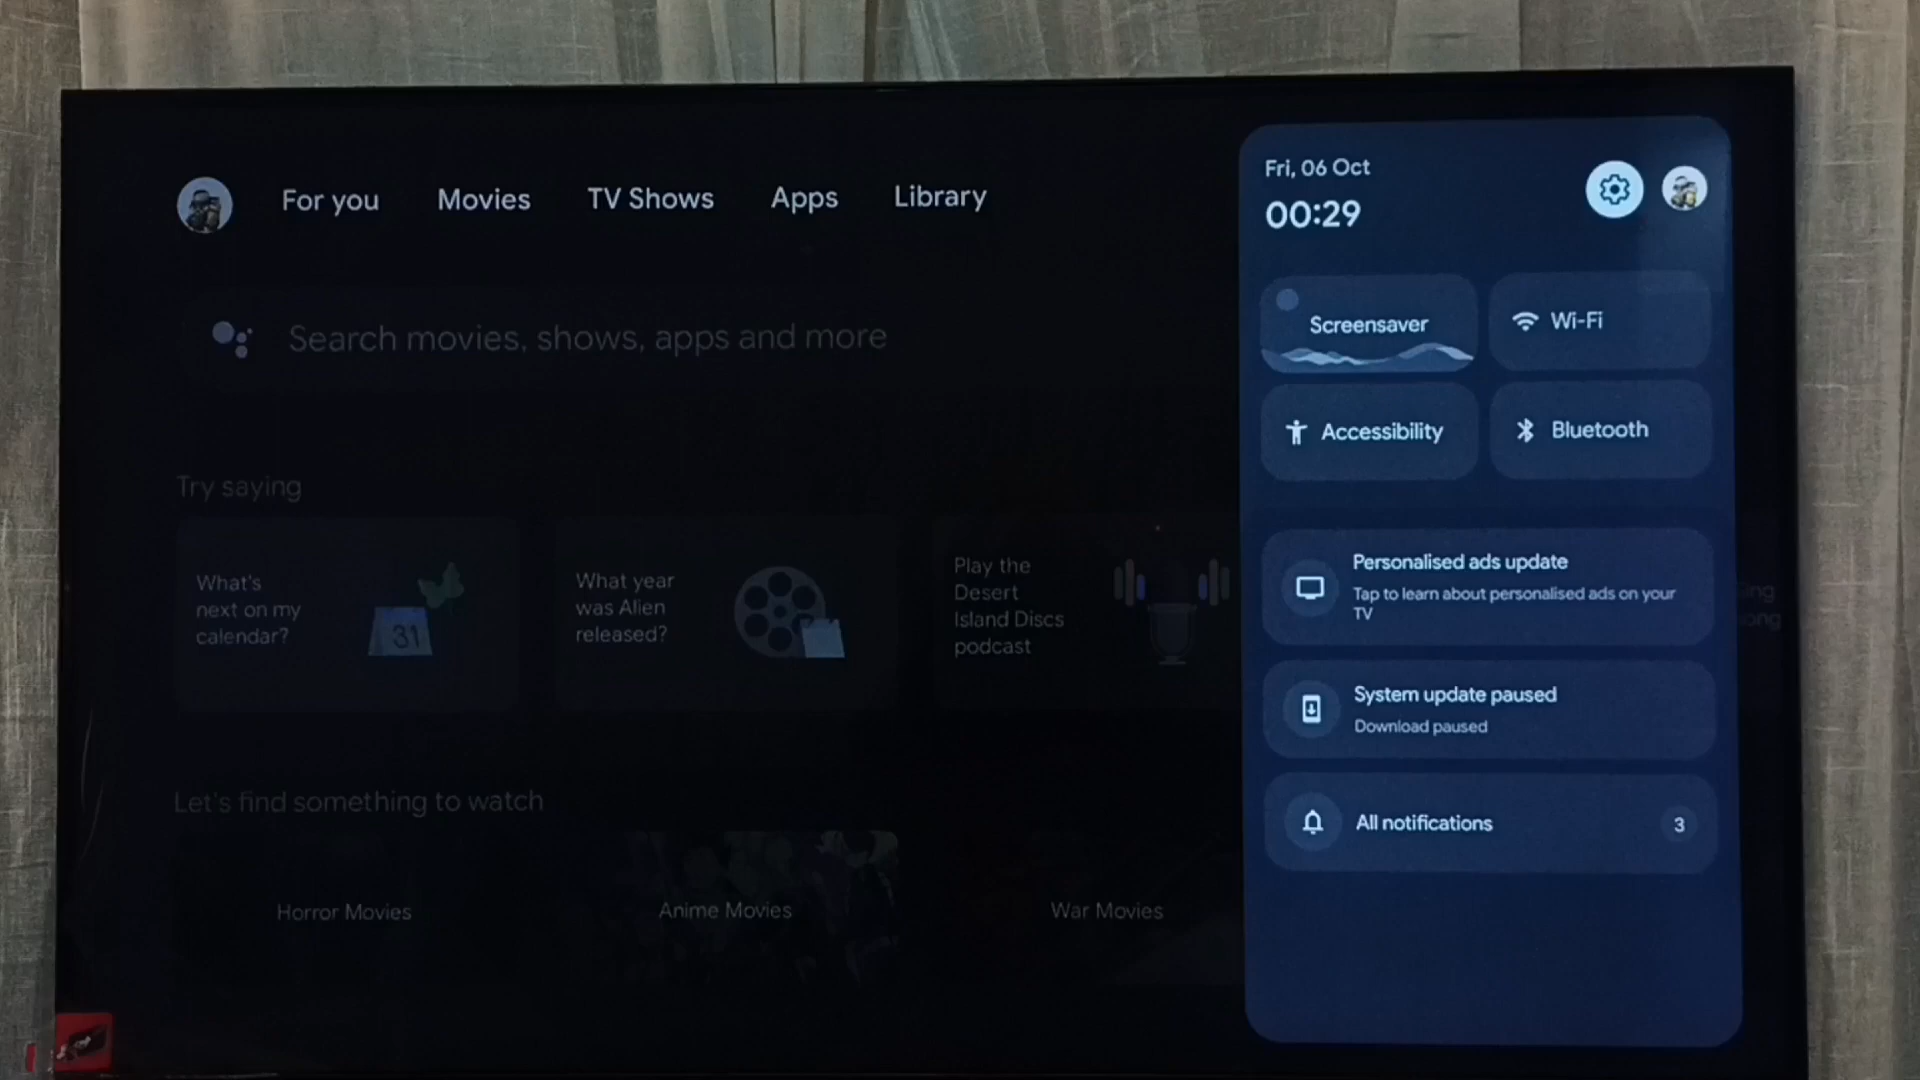 For you
Movies
TV Shows
Apps
Library
Search movies, shows, apps and more
Try saying
What's
next on my
calendar?
31
What year
was Alien
released?
Play the
Desert
Island Discs
podcast
Let's find something to watch
Horror Movies
Anime Movies
War Movies
Fri, 06 Oct
00:29
Screensaver
Wi-Fi
Accessibility
Bluetooth
Personalised ads update
Tap to learn about personalised ads on your
TV
System update paused
Download paused
All notifications
3